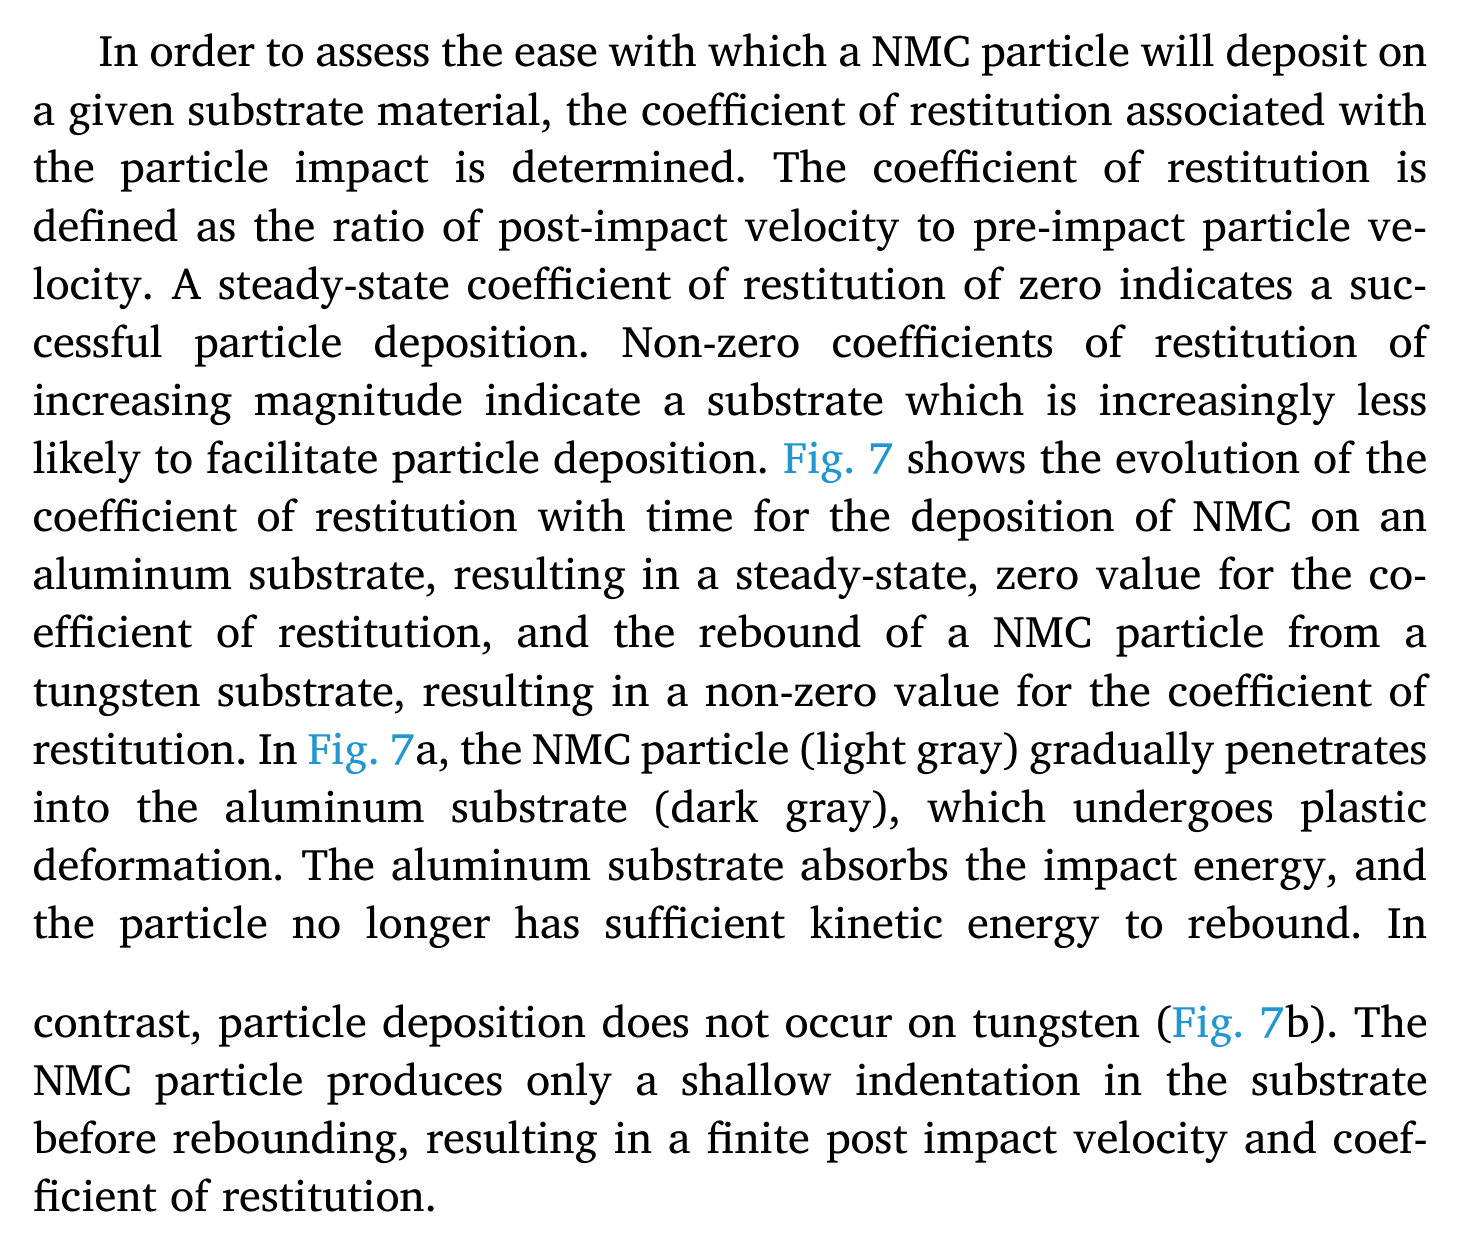 In order to assess the ease with which a NMC particle will deposit on
a given substrate material, the coefficient of restitution associated with
the particle impact is determined. The coefficient of restitution is
defined as the ratio of post-impact velocity to pre-impact particle ve-
locity. A steady-state coefficient of restitution of zero indicates a suc-
cessful particle deposition. Non-zero coefficients of restitution of
increasing magnitude indicate a substrate which is increasingly less
likely to facilitate particle deposition. Fig. 7 shows the evolution of the
coefficient of restitution with time for the deposition of NMC on an
aluminum substrate, resulting in a steady-state, zero value for the co-
efficient of restitution, and the rebound of a NMC particle from a
tungsten substrate, resulting in a non-zero value for the coefficient of
restitution. In Fig. 7a, the NMC particle (light gray) gradually penetrates
into the aluminum substrate (dark gray), which undergoes plastic
deformation. The aluminum substrate absorbs the impact energy, and
the particle no longer has sufficient kinetic energy to rebound. In
contrast, particle deposition does not occur on tungsten (Fig. 7b). The
NMC particle produces only a shallow indentation in the substrate
before rebounding, resulting in a finite post impact velocity and coef-
ficient of restitution.